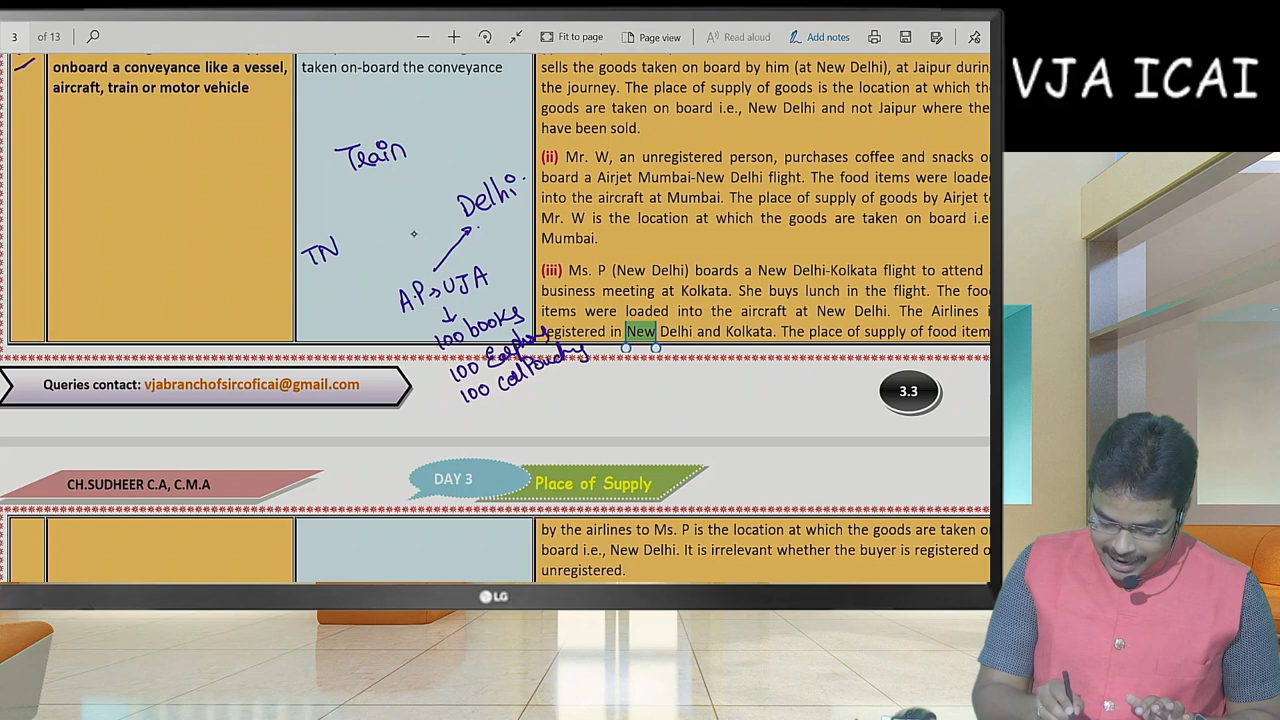 3 of 13
Fit to page
Page view
Read aloud
Add notes
VJA ICAI
onboard a conveyance like a vessel,
aircraft, train or motor vehicle
taken on-board the conveyance
sells the goods taken on board by him (at New Delhi), at Jaipur durin
the journey. The place of supply of goods is the location at which th
goods are taken on board i.e., New Delhi and not Jaipur where the
have been sold.
(ii) Mr. W, an unregistered person, purchases coffee and snacks o
board a Airjet Mumbai-New Delhi flight. The food items were loade
into the aircraft at Mumbai. The place of supply of goods by Airjet t
Mr. W is the location at which the goods are taken on board i.e
Mumbai.
(iii) Ms. P (New Delhi) boards a New Delhi-Kolkata flight to attend
business meeting at Kolkata. She buys lunch in the flight. The foo
items were loaded into the aircraft at New Delhi. The Airlines i
registered in New Delhi and Kolkata. The place of supply of food item
Train
Delhi
TN
A.P → VJA
100 books
100
100
Queries contact: vjabranchofsircoficai@gmail.com
3.3
CH.SUDHEER C.A, C.M.A
DAY 3
Place of Supply
by the airlines to Ms. P is the location at which the goods are taken o
board i.e., New Delhi. It is irrelevant whether the buyer is registered o
unregistered.
LG